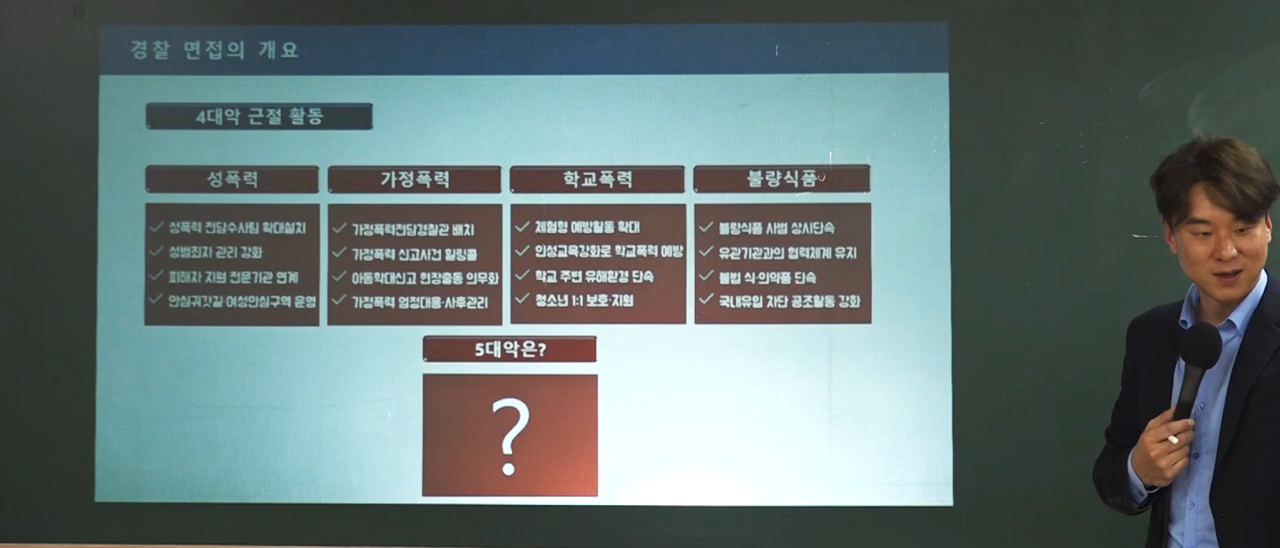 경찰 면접의 개요
4대악 근절 활동
성폭력
성폭력 전담수사팀 확대설치
성범죄자 관리 강화
피해자 지원 전문기관 연계
안심귀갓길·여성안심구역 운영
가정폭력
가정폭력전담경찰관 배치
가정폭력 신고사건 힐링콜
아동학대신고 현장출동 의무화
가정폭력 엄정대응·사후관리
학교폭력
체험형 예방활동 확대
인성교육강화로 학교폭력 예방
학교 주변 유해환경 단속
청소년 1:1 보호·지원
불량식품
불량식품 사범 상시단속
유관기관과의 협력체계 유지
불법 식·의약품 단속
국내유입 차단 공조활동 강화
5대악은?
?